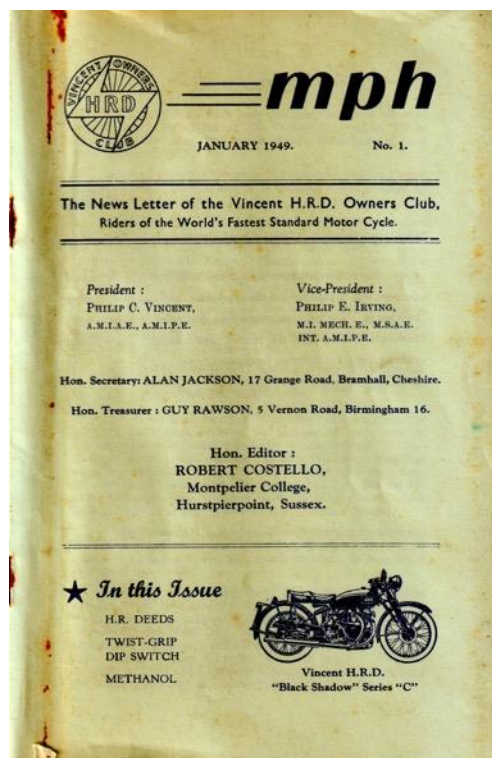 VINCENT OWNERS
HRD
CLUB
mph
JANUARY 1949. No. 1.
The News Letter of the Vincent H.R.D. Owners Club,
Riders of the World's Fastest Standard Motor Cycle.
President :
PHILIP C. VINCENT,
A.M.I.A.E., A.M.I.P.E.
Vice-President :
PHILIP E. IRVING,
M.I. MECH. E., M.S.A.E.
INT. A.M.I.P.E.
Hon. Secretary: ALAN JACKSON, 17 Grange Road, Bramhall, Cheshire.
Hon. Treasurer : GUY RAWSON, 5 Vernon Road, Birmingham 16.
Hon. Editor :
ROBERT COSTELLO,
Montpelier College,
Hurstpierpoint, Sussex.
In this Issue
H.R. DEEDS
TWIST-GRIP
DIP SWITCH
METHANOL
Vincent H.R.D.
"Black Shadow" Series "C"